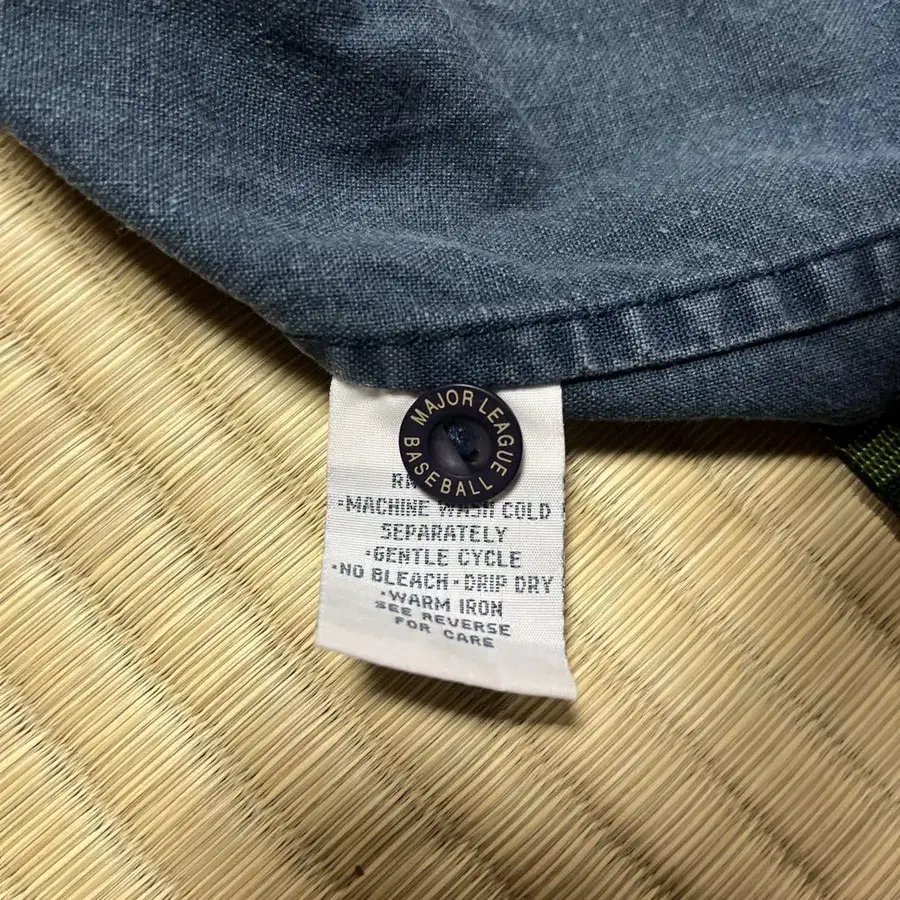 MAJOR LEAGUE
BASEBALL
RN
·MACHINE WASH COLD
SEPARATELY
·GENTLE CYCLE
·NO BLEACH·DRIP DRY
·WARM IRON
SEE REVERSE
FOR CARE